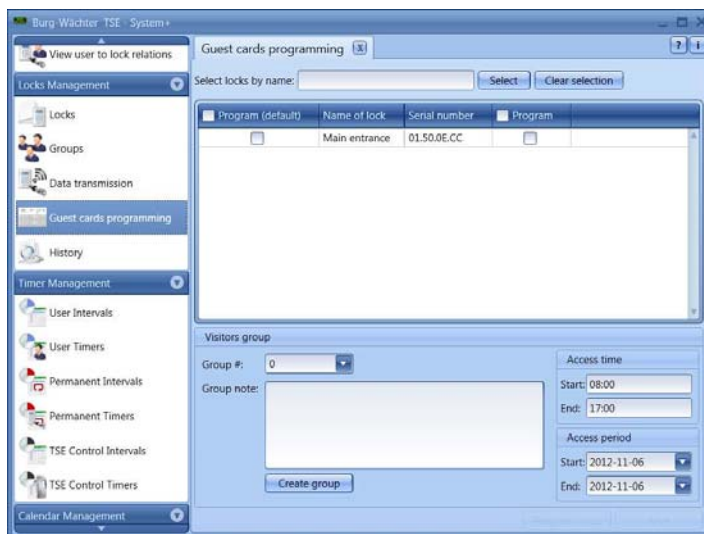 Burg-Wächter TSE - System+
View user to lock relations
Locks Management
Locks
Groups
Data transmission
Guest cards programming
History
Timer Management
User Intervals
User Timers
Permanent Intervals
Permanent Timers
TSE Control Intervals
TSE Control Timers
Calendar Management
Guest cards programming X
? i
Select locks by name: Select Clear selection
Program (default) Name of lock Serial number Program
Main entrance 01.50.0E.CC
Visitors group
Group #: 0
Group note:
Create group
Access time
Start: 08:00
End: 17:00
Access period
Start: 2012-11-06
End: 2012-11-06